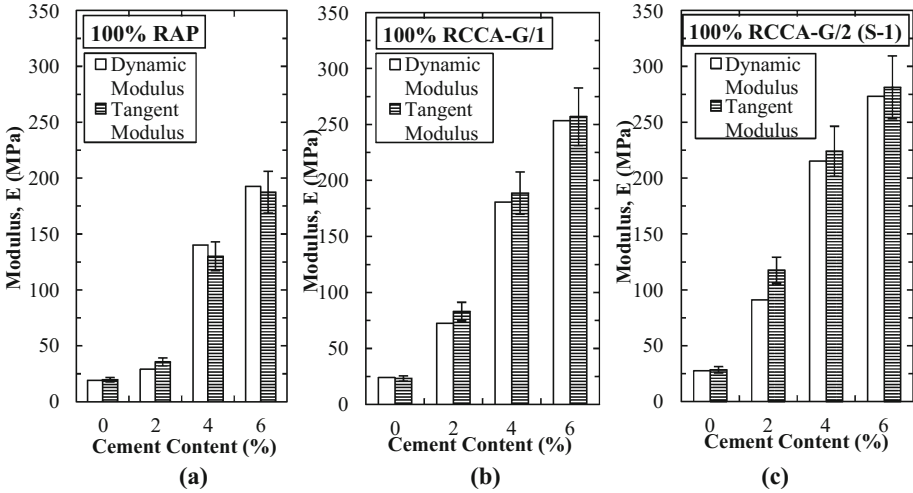 100% RAP
Dynamic
Modulus
Tangent
Modulus
Modulus, E (MPa)
350
300
250
200
150
100
50
0
0 2 4 6
Cement Content (%)
(a)
100% RCCA-G/1
Dynamic
Modulus
Tangent
Modulus
Modulus, E (MPa)
350
300
250
200
150
100
50
0
0 2 4 6
Cement Content (%)
(b)
100% RCCA-G/2 (S-1)
Dynamic
Modulus
Tangent
Modulus
Modulus, E (MPa)
350
300
250
200
150
100
50
0
0 2 4 6
Cement Content (%)
(c)